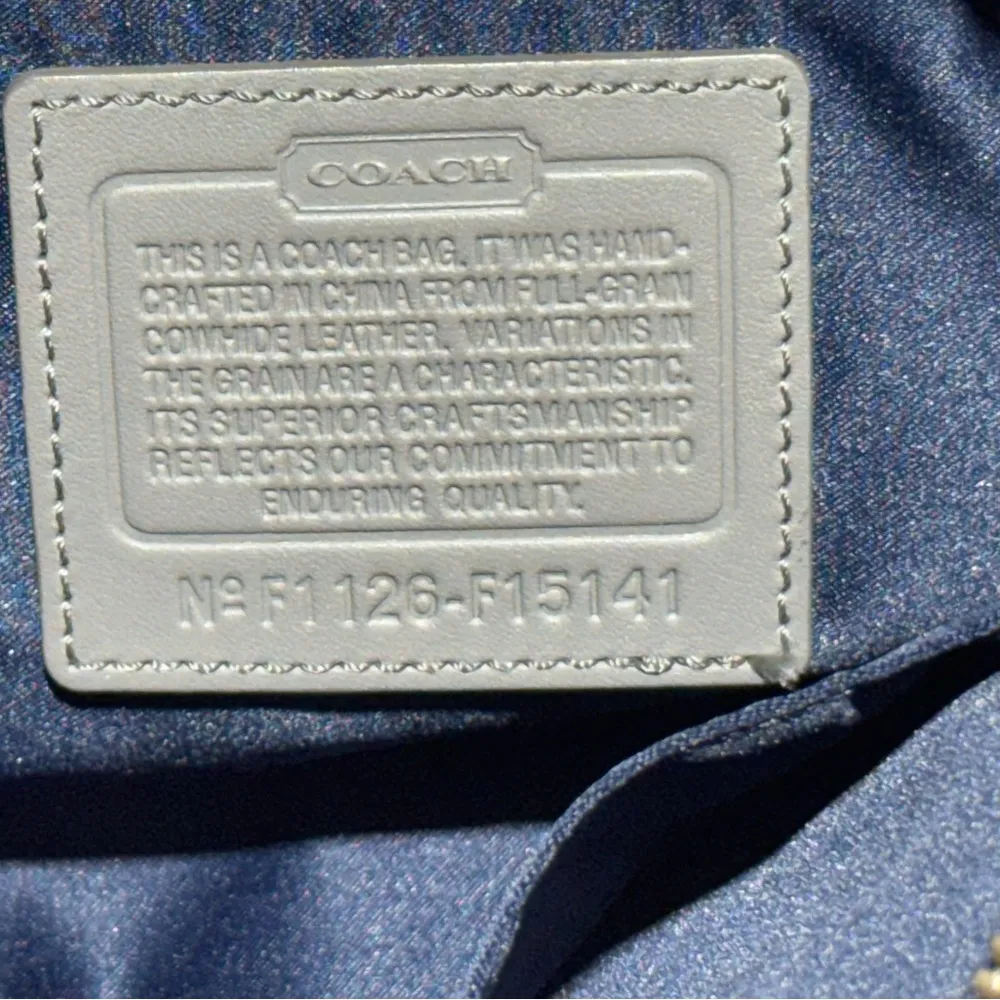 COACH
THIS IS A COACH BAG. IT WAS HAND-
CRAFTED IN CHINA FROM FULL-GRAIN
COWHIDE LEATHER. VARIATIONS IN
THE GRAIN ARE A CHARACTERISTIC.
ITS SUPERIOR CRAFTSMANSHIP
REFLECTS OUR COMMITMENT TO
ENDURING QUALITY.
Nº F1126-F15141